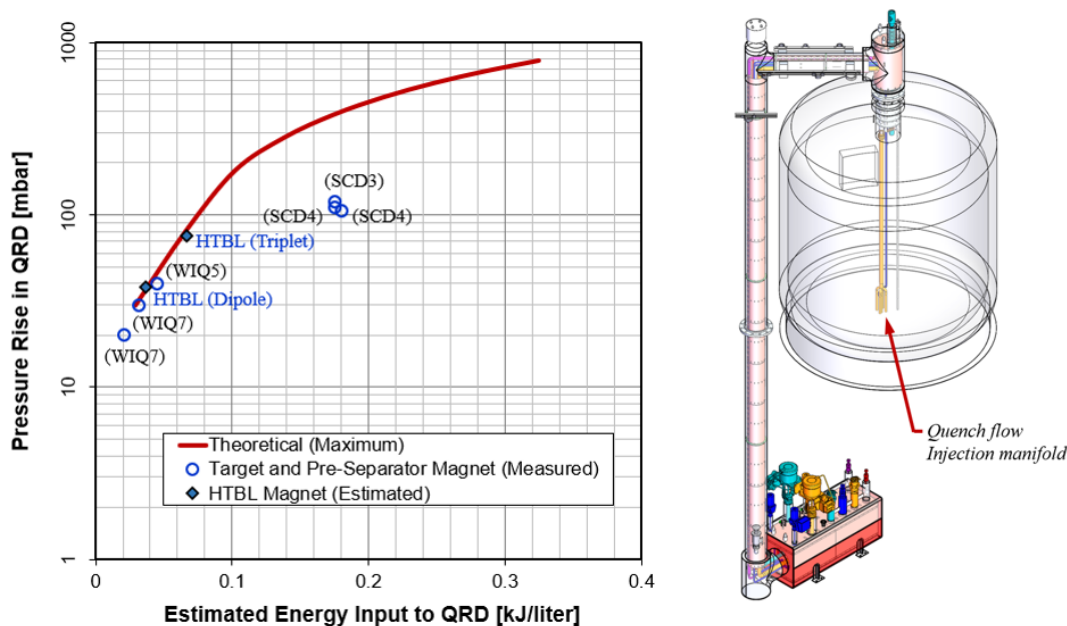 1000
100
10
1
Pressure Rise in QRD [mbar]
(SCD3)
(SCD4)
(SCD4)
HTBL (Triplet)
(WIQ5)
HTBL (Dipole)
(WIQ7)
(WIQ7)
Theoretical (Maximum)
Target and Pre-Separator Magnet (Measured)
HTBL Magnet (Estimated)
0
0.1
0.2
0.3
0.4
Estimated Energy Input to QRD [kJ/liter]
Quench flow
Injection manifold